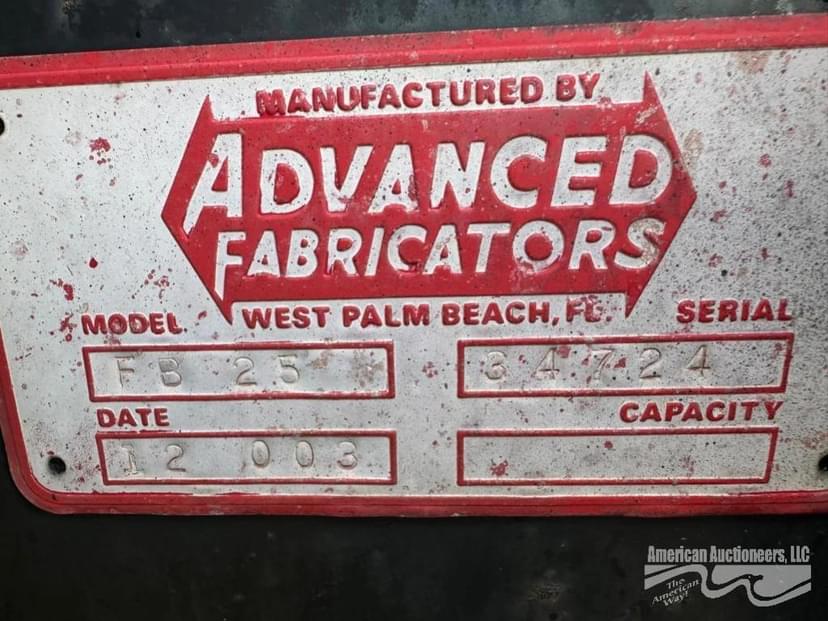 MANUFACTURED BY
ADVANCED
FABRICATORS
WEST PALM BEACH, FL.
MODEL SERIAL
FB 25 34724
DATE CAPACITY
12 003
American Auctioneers, LLC
The American Way!